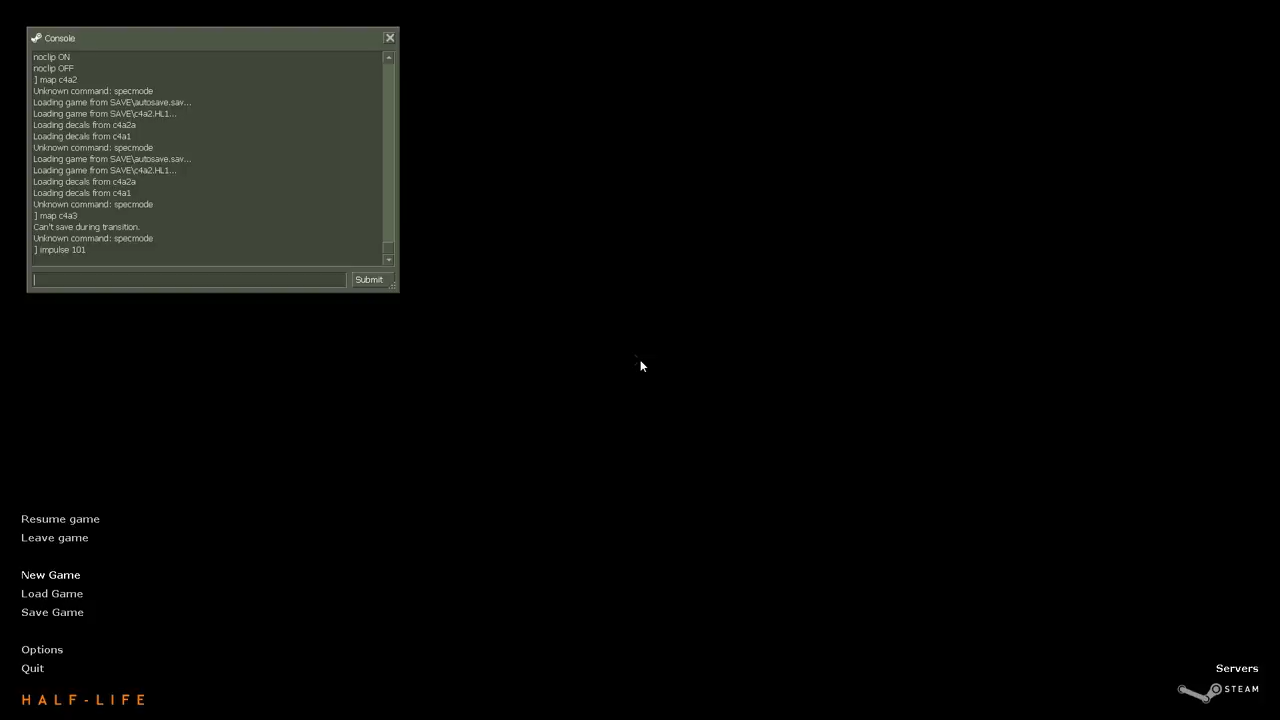 Console
noclip ON
noclip OFF
] map c4a2
Unknown command: specmode
Loading game from SAVE\autosave.sav...
Loading game from SAVE\c4a2.HL1...
Loading decals from c4a2a
Loading decals from c4a1
Unknown command: specmode
Loading game from SAVE\autosave.sav...
Loading game from SAVE\c4a2.HL1...
Loading decals from c4a2a
Loading decals from c4a1
Unknown command: specmode
] map c4a3
Can't save during transition.
Unknown command: specmode
] impulse 101
Submit
Resume game
Leave game
New Game
Load Game
Save Game
Options
Quit
HALF-LIFE
Servers
STEAM